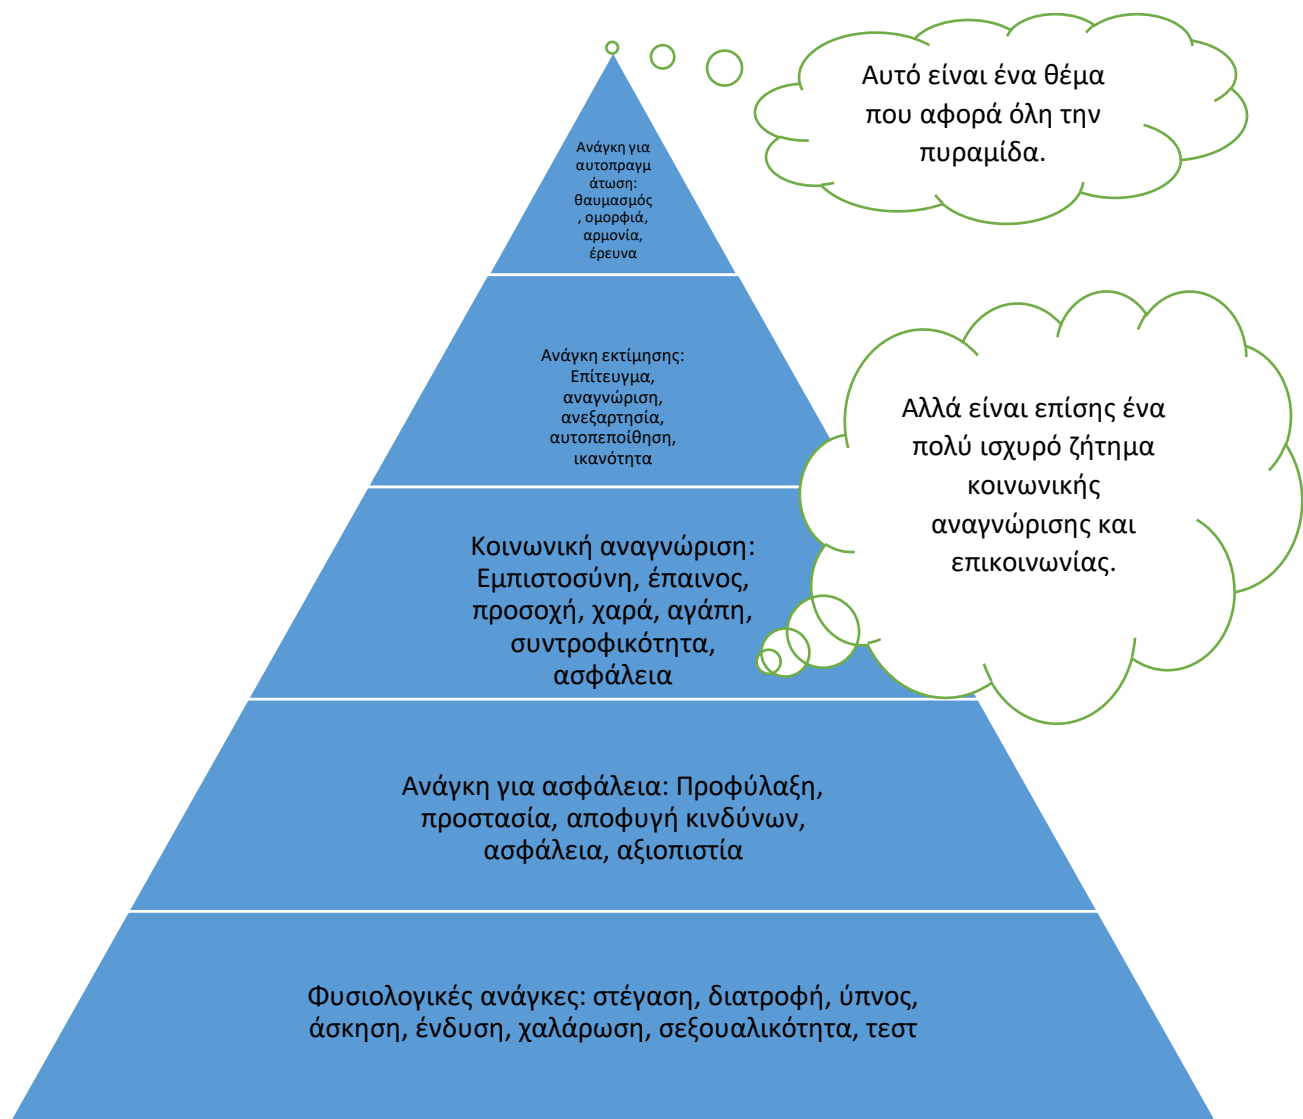 Αυτό είναι ένα θέμα
που αφορά όλη την
πυραμίδα.
Ανάγκη για
αυτοπραγμ
άτωση:
θαυμασμός
, ομορφιά,
αρμονία,
έρευνα
Ανάγκη εκτίμησης:
Επίτευγμα,
αναγνώριση,
ανεξαρτησία,
αυτοπεποίθηση,
ικανότητα
Αλλά είναι επίσης ένα
πολύ ισχυρό ζήτημα
κοινωνικής
αναγνώρισης και
επικοινωνίας.
Κοινωνική αναγνώριση:
Εμπιστοσύνη, έπαινος,
προσοχή, χαρά, αγάπη,
συντροφικότητα,
ασφάλεια
Ανάγκη για ασφάλεια: Προφύλαξη,
προστασία, αποφυγή κινδύνων,
ασφάλεια, αξιοπιστία
Φυσιολογικές ανάγκες: στέγαση, διατροφή, ύπνος,
άσκηση, ένδυση, χαλάρωση, σεξουαλικότητα, τεστ